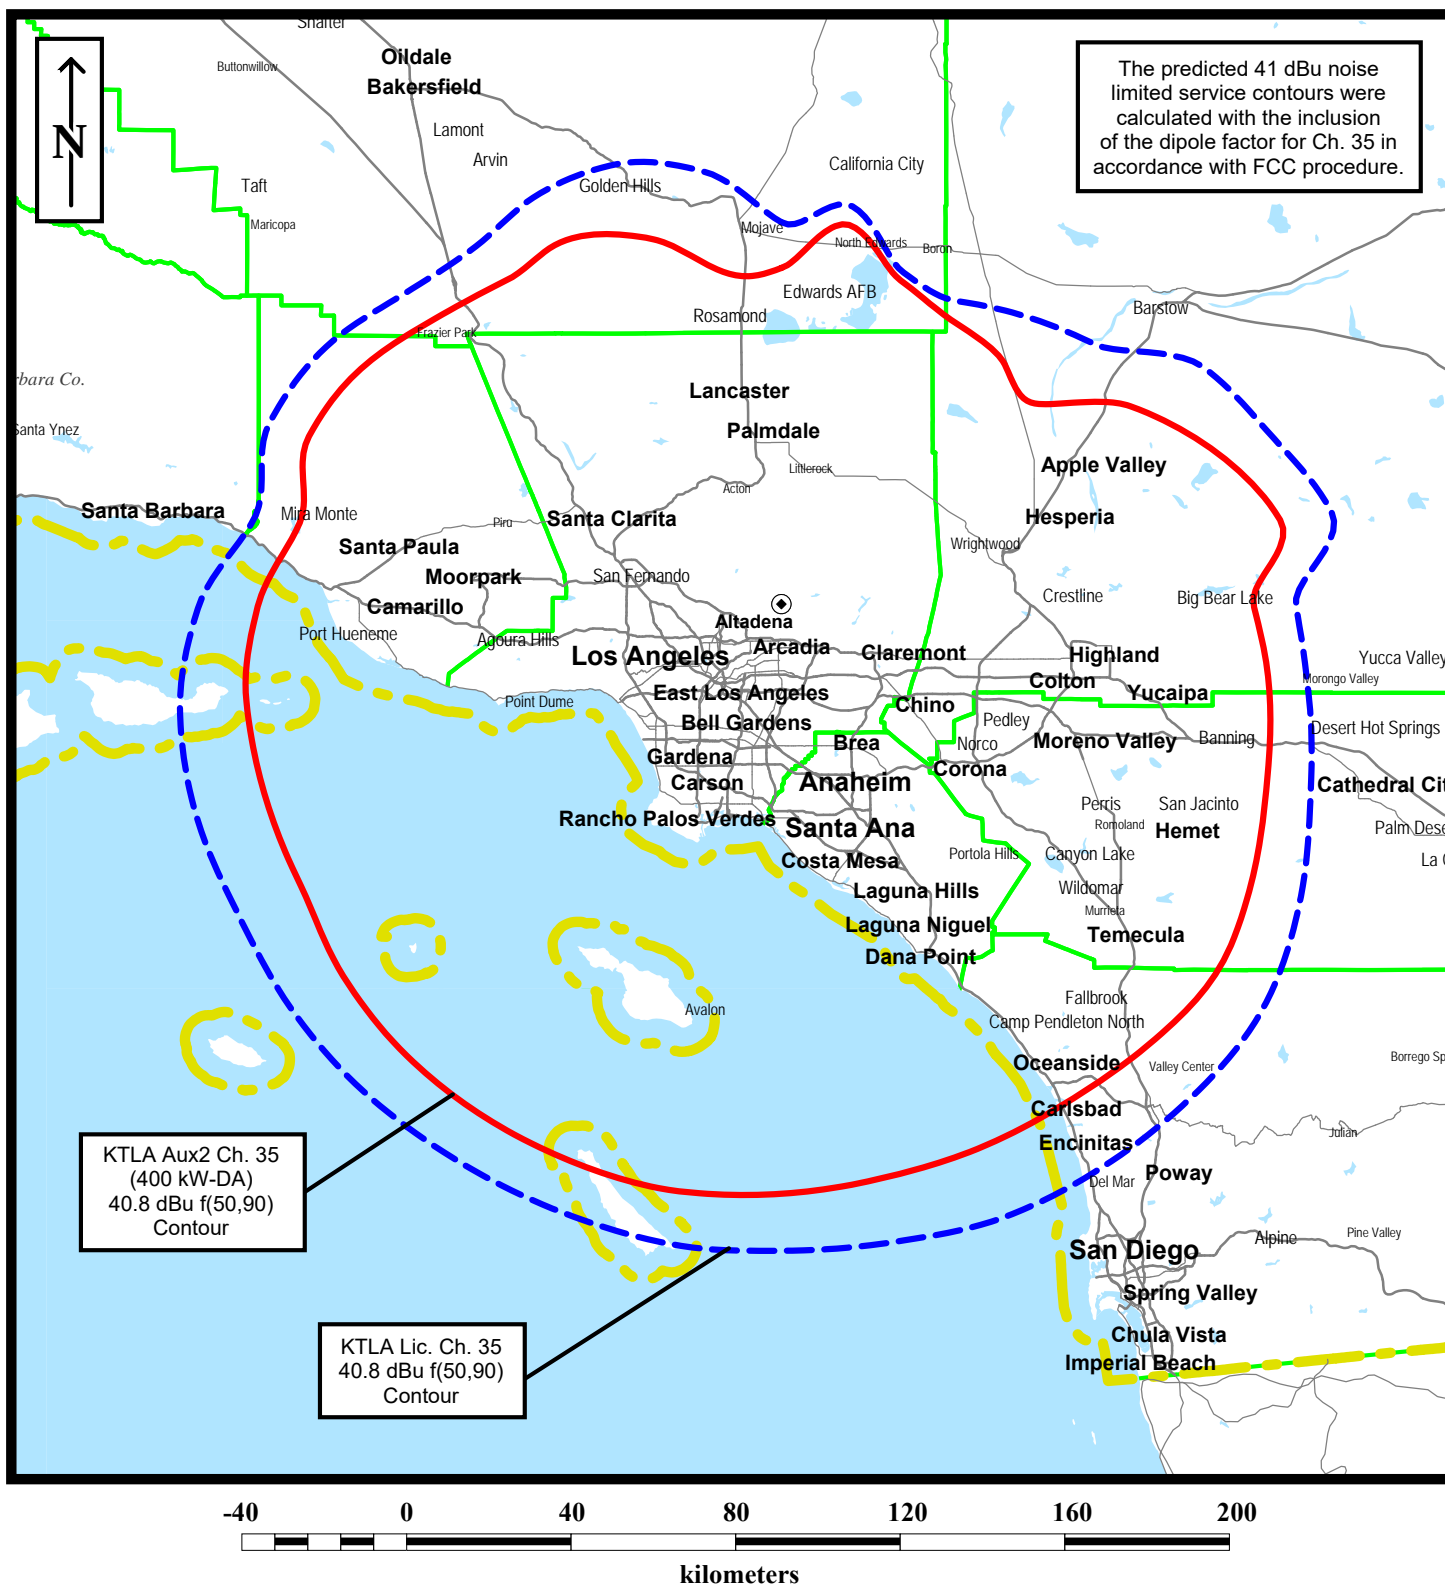 Shafter
Oildale
Buttonwillow
Bakersfield
N
The predicted 41 dBu noise
limited service contours were
calculated with the inclusion
of the dipole factor for Ch. 35 in
accordance with FCC procedure.
Lamont
Arvin
California City
Taft
Golden Hills
Maricopa
Mojave
North Edwards
Boron
Edwards AFB
Rosamond
Barstow
Frazier Park
rbara Co.
Lancaster
Santa Ynez
Palmdale
Littlerock
Apple Valley
Acton
Santa Barbara
Mira Monte
Piru
Santa Clarita
Hesperia
Santa Paula
Wrightwood
Moorpark
San Fernando
Camarillo
Crestline
Big Bear Lake
Altadena
Port Hueneme
Agoura Hills
Los Angeles
Arcadia
Claremont
Highland
Yucca Valley
Colton
Morongo Valley
East Los Angeles
Yucaipa
Point Dume
Chino
Bell Gardens
Pedley
Desert Hot Springs
Brea
Norco
Moreno Valley
Banning
Gardena
Corona
Carson
Anaheim
Cathedral Cit
Perris
San Jacinto
Rancho Palos Verdes
Santa Ana
Romoland
Hemet
Palm Dese
Costa Mesa
Portola Hills
Canyon Lake
La Q
Laguna Hills
Wildomar
Murrieta
Laguna Niguel
Temecula
Dana Point
Avalon
Fallbrook
Camp Pendleton North
Oceanside
Valley Center
Borrego Sp
Carlsbad
Encinitas
Julian
KTLA Aux2 Ch. 35
(400 kW-DA)
40.8 dBu f(50,90)
Contour
Del Mar
Poway
San Diego
Alpine
Pine Valley
Spring Valley
KTLA Lic. Ch. 35
40.8 dBu f(50,90)
Contour
Chula Vista
Imperial Beach
-40 0 40 80 120 160 200
kilometers